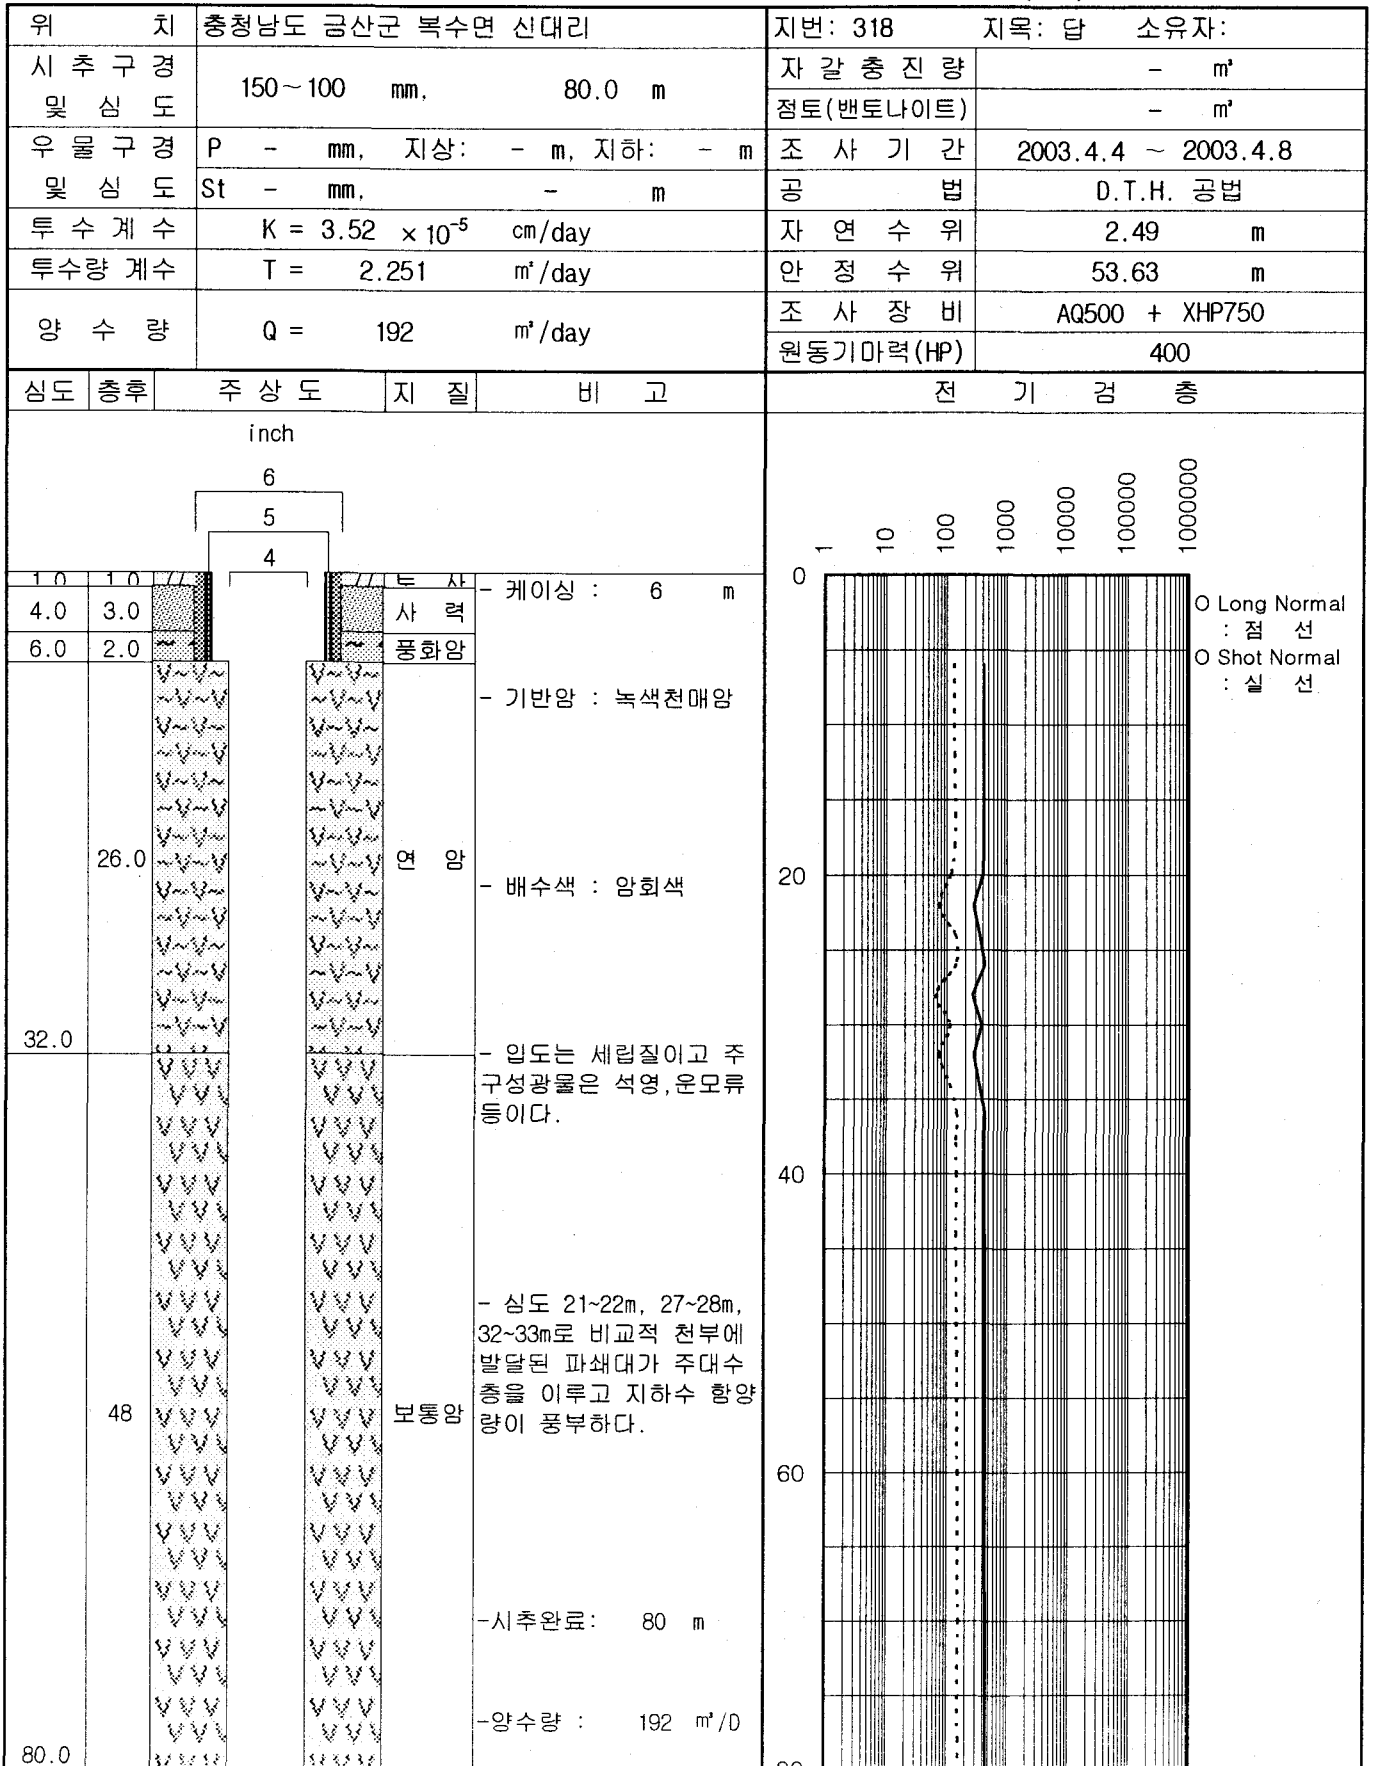 위 치 충청남도 금산군 복수면 신대리 지번: 318 지목: 답 소유자:
시 추 구 경 및 심 도 150~100 mm, 80.0 m
자 갈 충 진 량 - m³
점토(밴토나이트) - m³
우 물 구 경 및 심 도 P - mm, 지상: - m, 지하: - m
St - mm, - m
조 사 기 간 2003.4.4 ~ 2003.4.8
공 법 D.T.H. 공법
투 수 계 수 K = 3.52 ×10⁻⁵ cm/day
자 연 수 위 2.49 m
투수량 계수 T = 2.251 m²/day
안 정 수 위 53.63 m
양 수 량 Q = 192 m³/day
조 사 장 비 AQ500 + XHP750
원동기마력(HP) 400
심도 층후 주 상 도 지 질 비 고 전 기 검 층
inch
6
5
4
1.0 1.0 토 사
- 케이싱 : 6 m
4.0 3.0 사 력
6.0 2.0 풍화암
- 기반암 : 녹색천매암
26.0 연 암
- 배수색 : 암회색
32.0
- 입도는 세립질이고 주
구성광물은 석영,운모류
등이다.
- 심도 21~22m, 27~28m,
32~33m로 비교적 천부에
발달된 파쇄대가 주대수
층을 이루고 지하수 함양
량이 풍부하다.
48 보통암
-시추완료: 80 m
-양수량 : 192 m³/D
80.0
1 10 100 1000 10000 100000 1000000
0
20
40
60
80
O Long Normal
: 점 선
O Shot Normal
: 실 선